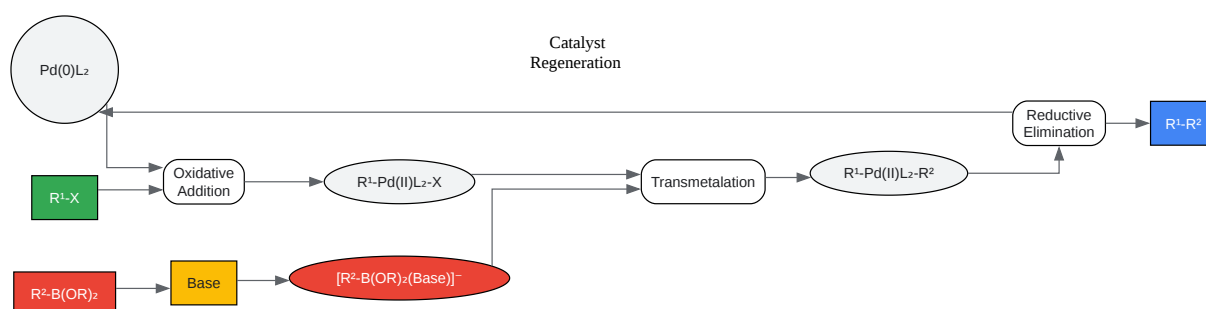 Catalyst
Regeneration
Pd(0)L₂
Reductive
Elimination
R¹-R²
Oxidative
Addition
R¹-X
R¹-Pd(II)L₂-X
Transmetalation
R¹-Pd(II)L₂-R²
R²-B(OR)₂
Base
[R²-B(OR)₂(Base)]⁻